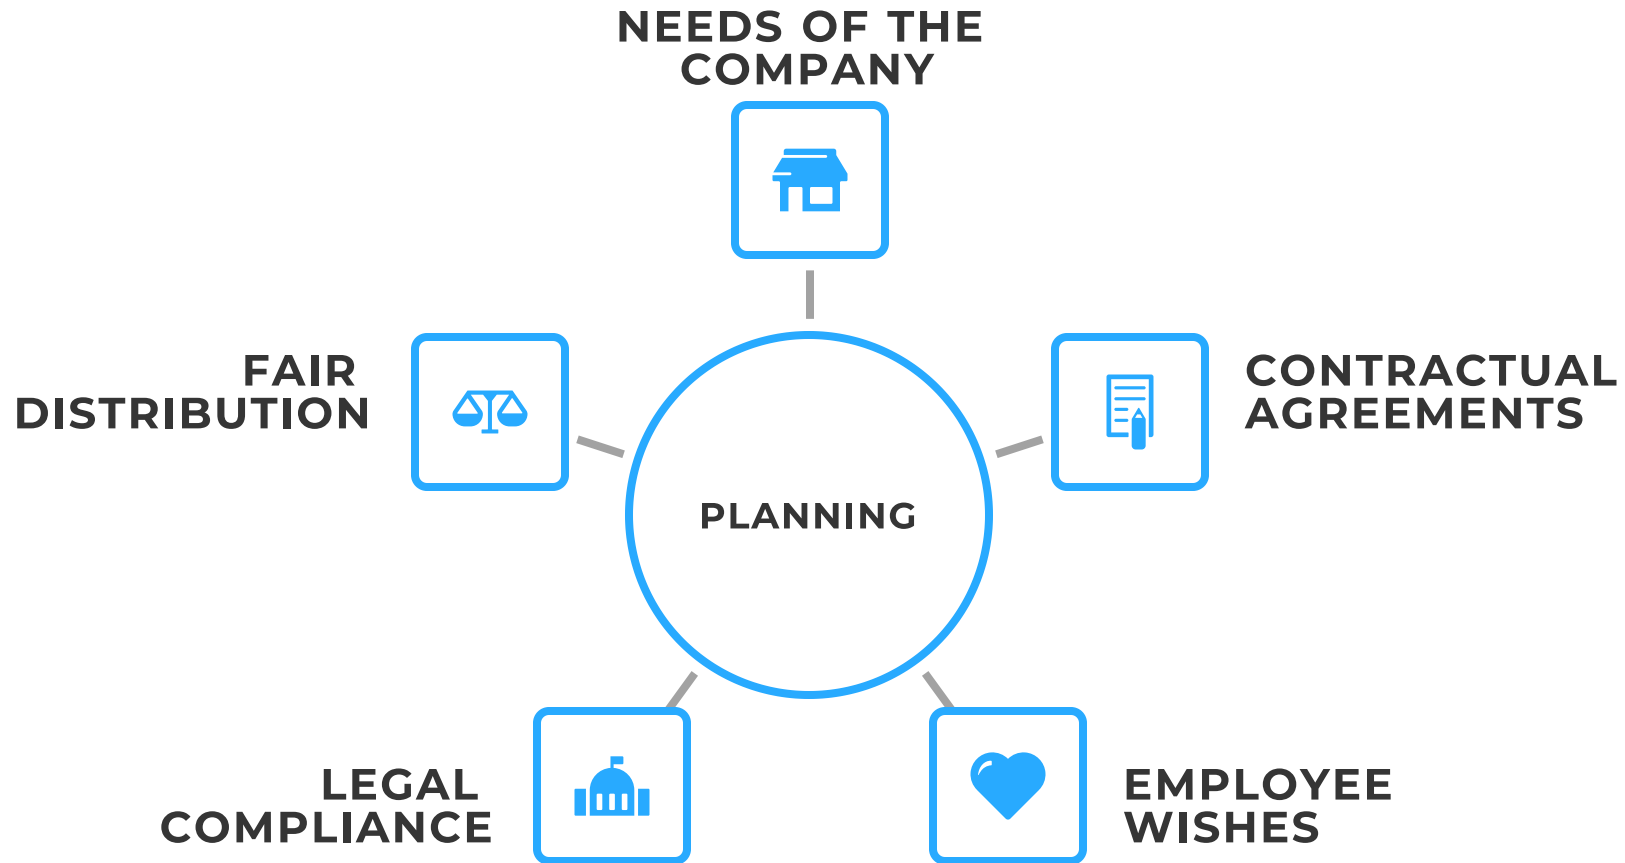 NEEDS OF THE
COMPANY
FAIR
DISTRIBUTION
CONTRACTUAL
AGREEMENTS
PLANNING
LEGAL
COMPLIANCE
EMPLOYEE
WISHES